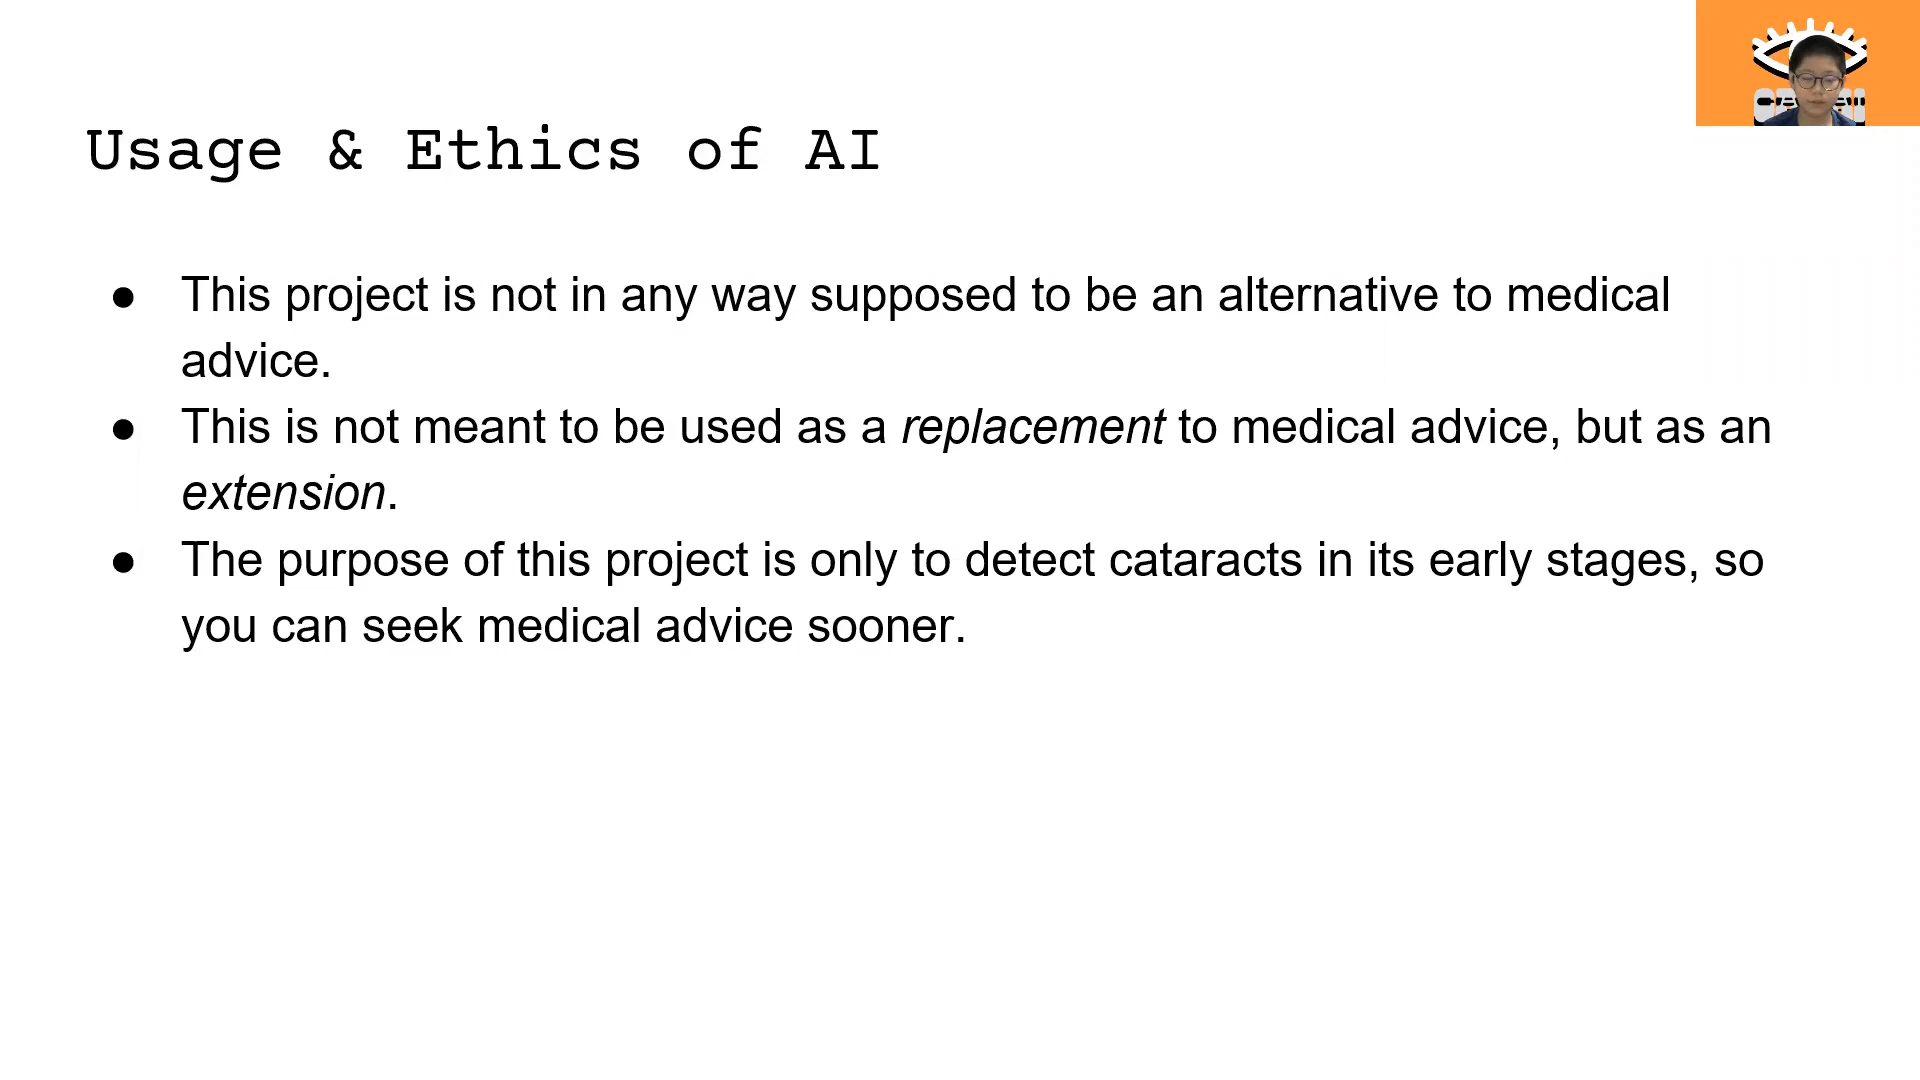 Usage & Ethics of AI
● This project is not in any way supposed to be an alternative to medical
advice.
● This is not meant to be used as a replacement to medical advice, but as an
extension.
● The purpose of this project is only to detect cataracts in its early stages, so
you can seek medical advice sooner.